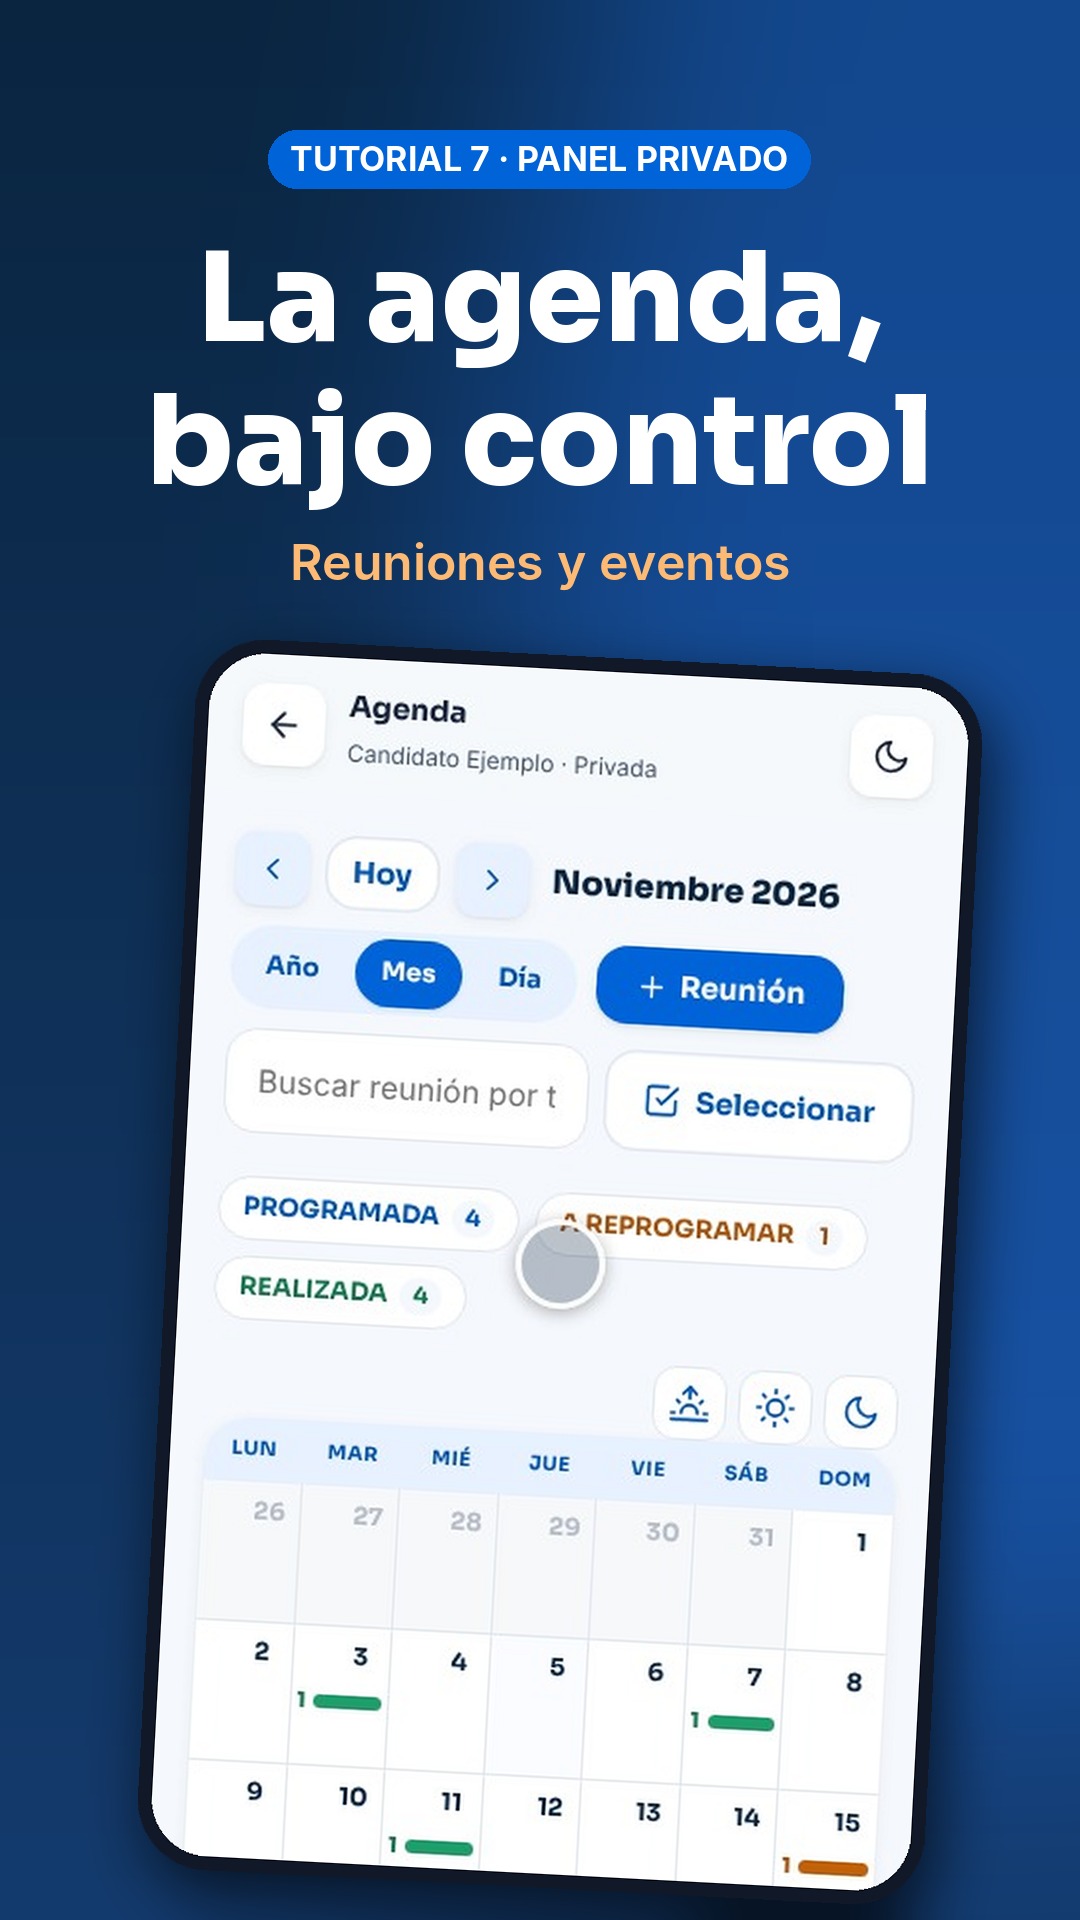 TUTORIAL 7 · PANEL PRIVADO
La agenda,
bajo control
Reuniones y eventos
Agenda
Candidato Ejemplo · Privada
Hoy
Noviembre 2026
Año Mes Día
+ Reunión
Buscar reunión por t
Seleccionar
PROGRAMADA 4
A REPROGRAMAR 1
REALIZADA 4
LUN MAR MIÉ JUE VIE SÁB DOM
26 27 28 29 30 31 1
2 3 4 5 6 7 8
1 1
9 10 11 12 13 14 15
1 1